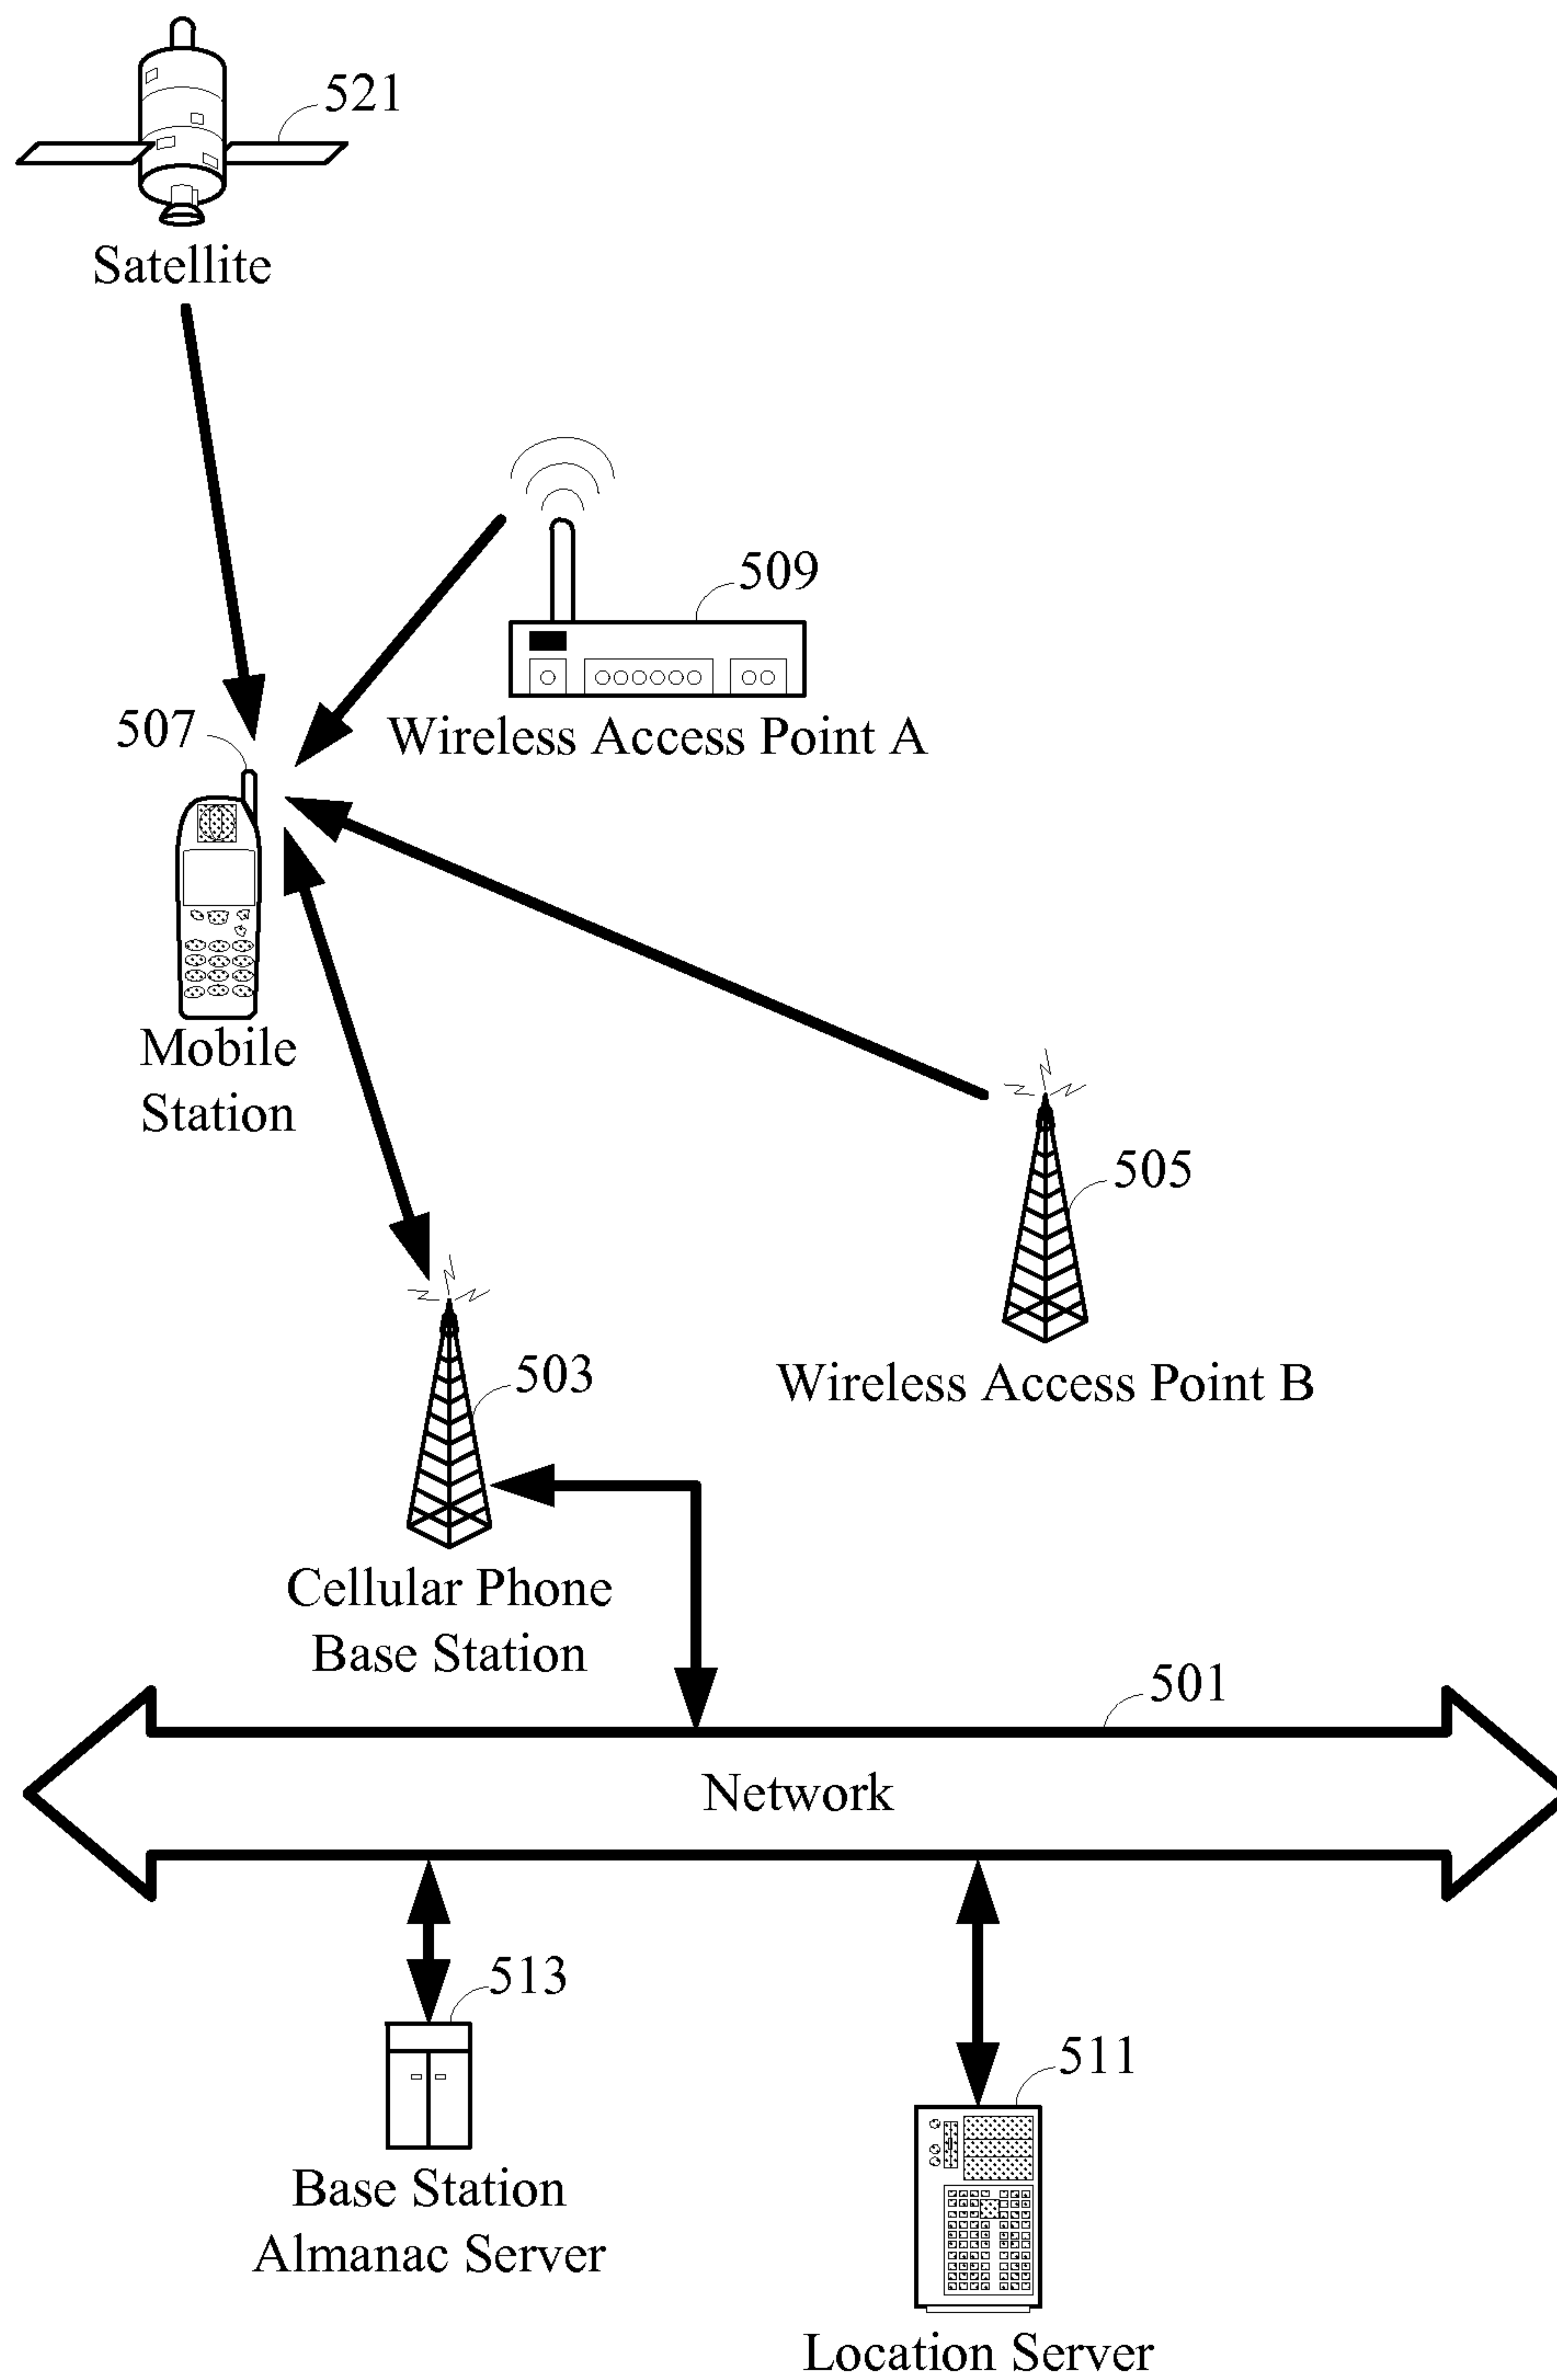 521
Satellite
509
Wireless Access Point A
507
Mobile
Station
505
Wireless Access Point B
503
Cellular Phone
Base Station
501
Network
513
Base Station
Almanac Server
511
Location Server